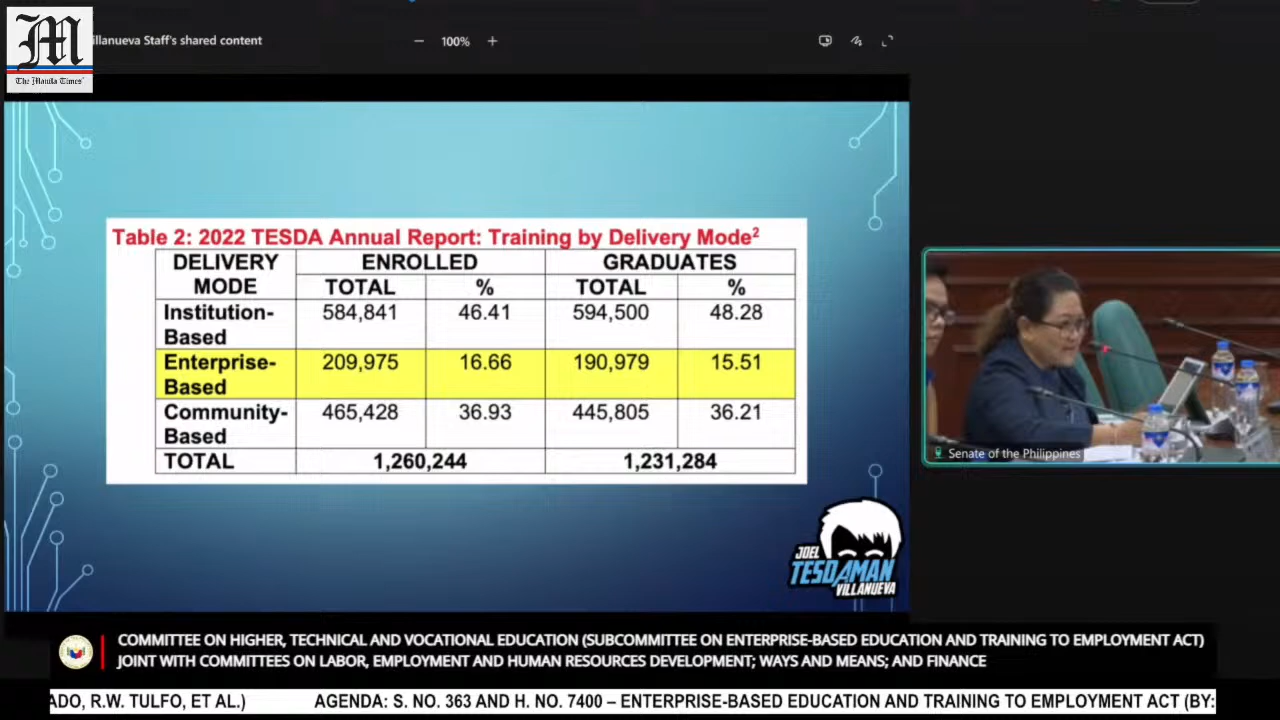 The Manila Times
illanueva Staff's shared content
100%
Table 2: 2022 TESDA Annual Report: Training by Delivery Mode2
DELIVERY MODE ENROLLED GRADUATES
TOTAL % TOTAL %
Institution-Based 584,841 46.41 594,500 48.28
Enterprise-Based 209,975 16.66 190,979 15.51
Community-Based 465,428 36.93 445,805 36.21
TOTAL 1,260,244 1,231,284
JOEL
TESDAMAN
VILLANUEVA
Senate of the Philippines
COMMITTEE ON HIGHER, TECHNICAL AND VOCATIONAL EDUCATION (SUBCOMMITTEE ON ENTERPRISE-BASED EDUCATION AND TRAINING TO EMPLOYMENT ACT)
JOINT WITH COMMITTEES ON LABOR, EMPLOYMENT AND HUMAN RESOURCES DEVELOPMENT; WAYS AND MEANS; AND FINANCE
ADO, R.W. TULFO, ET AL.) AGENDA: S. NO. 363 AND H. NO. 7400 – ENTERPRISE-BASED EDUCATION AND TRAINING TO EMPLOYMENT ACT (BY: